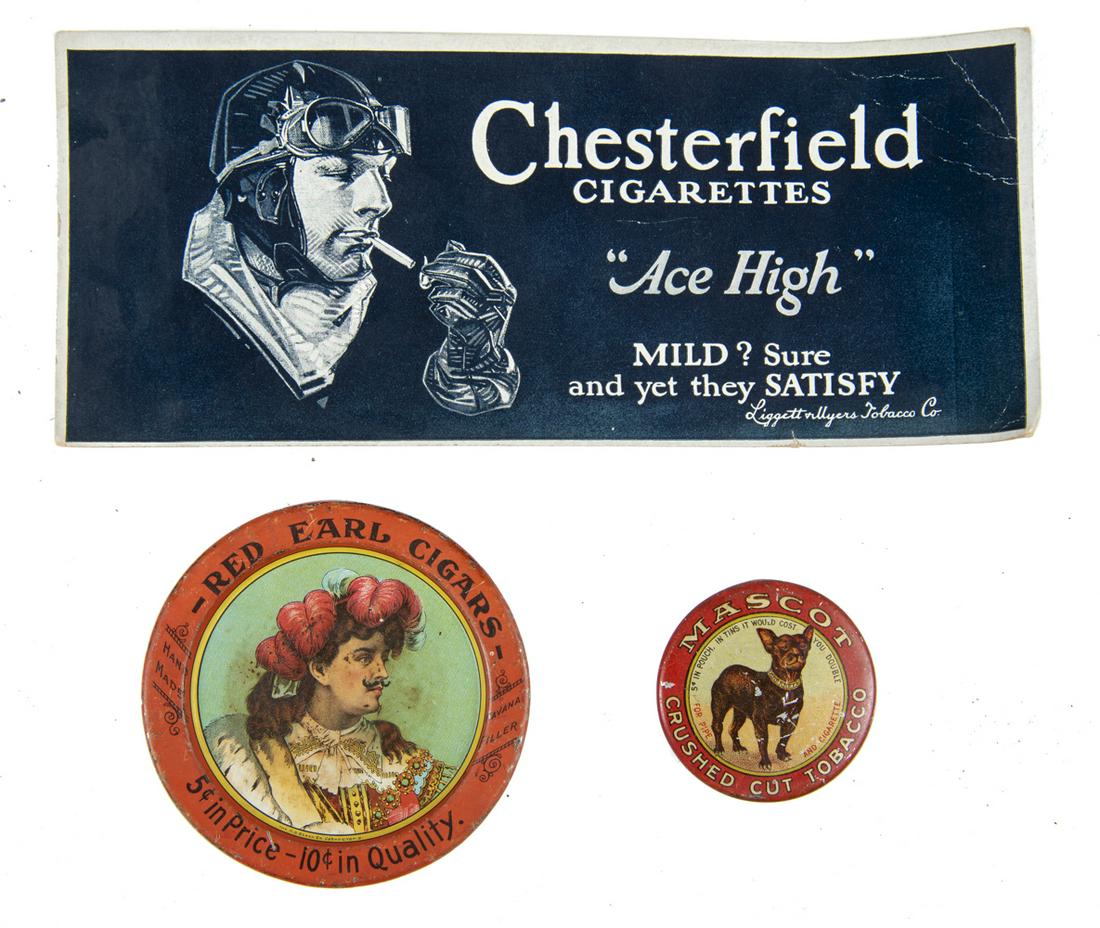 Chesterfield
CIGARETTES
"Ace High"
MILD? Sure
and yet they SATISFY
Liggett & Myers Tobacco Co.
- RED EARL CIGARS -
HAND
MADE
HAVANA
FILLER
5¢ in Price - 10¢ in Quality.
MASCOT
CRUSHED CUT TOBACCO
5¢ IN POUCH. IN TINS IT WOULD COST YOU DOUBLE
FOR PIPE AND CIGARETTE